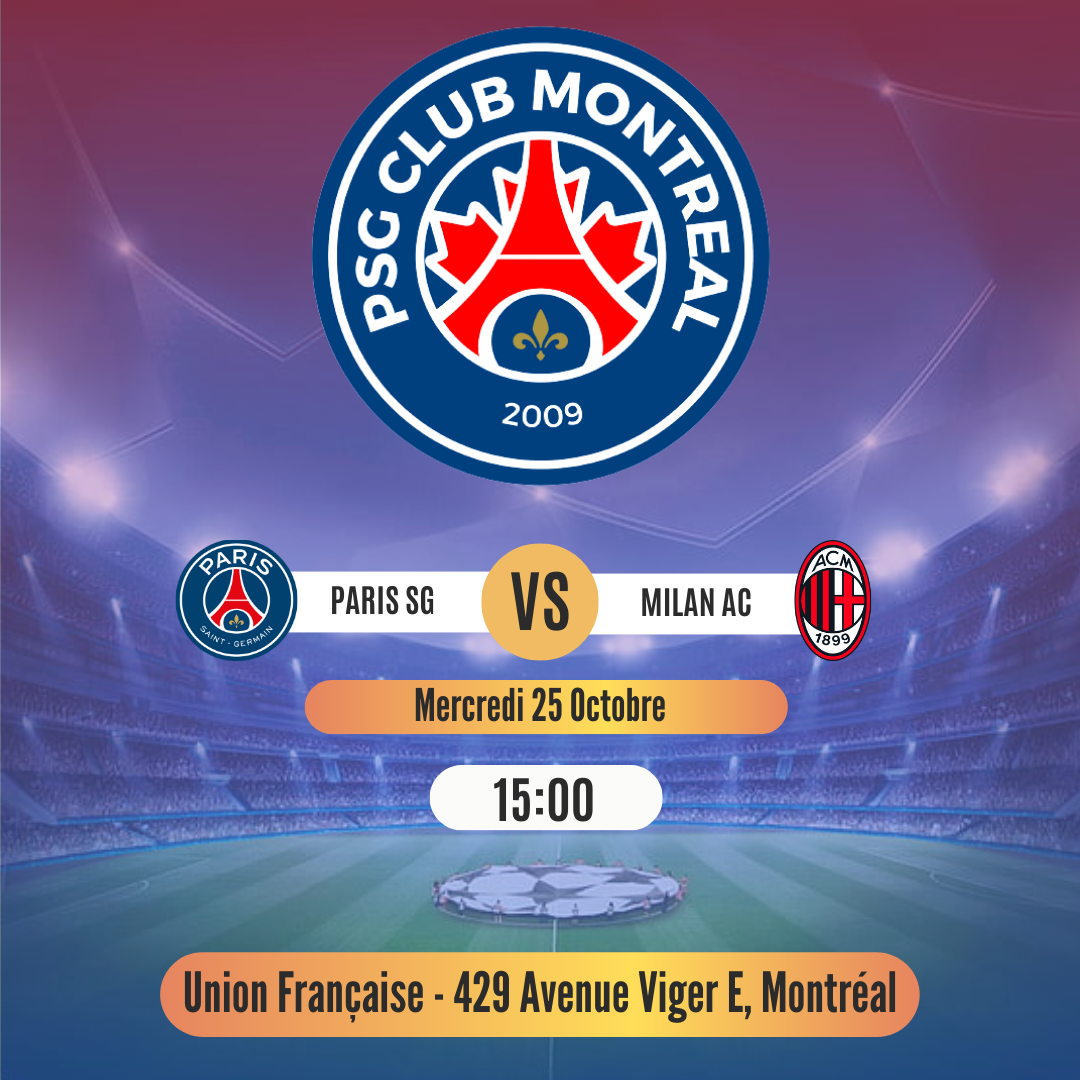 PSG CLUB MONTREAL
2009
PARIS
SAINT - GERMAIN
PARIS SG
VS
MILAN AC
ACM
1899
Mercredi 25 Octobre
15:00
Union Française - 429 Avenue Viger E, Montréal